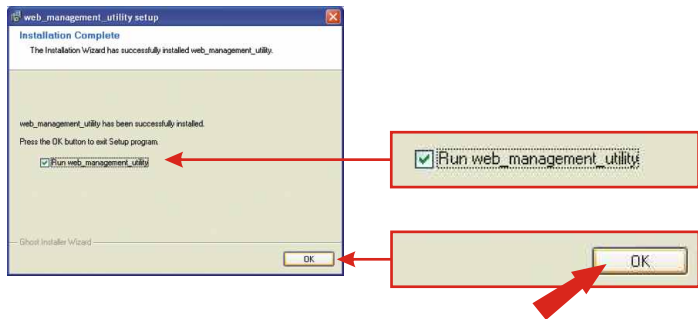 web_management_utility setup
Installation Complete
The Installation Wizard has successfully installed web_management_utility.
web_management_utility has been successfully installed.
Press the OK button to exit Setup program.
Run web_management_utility
Ghost Installer Wizard
OK
Run web_management_utility
OK